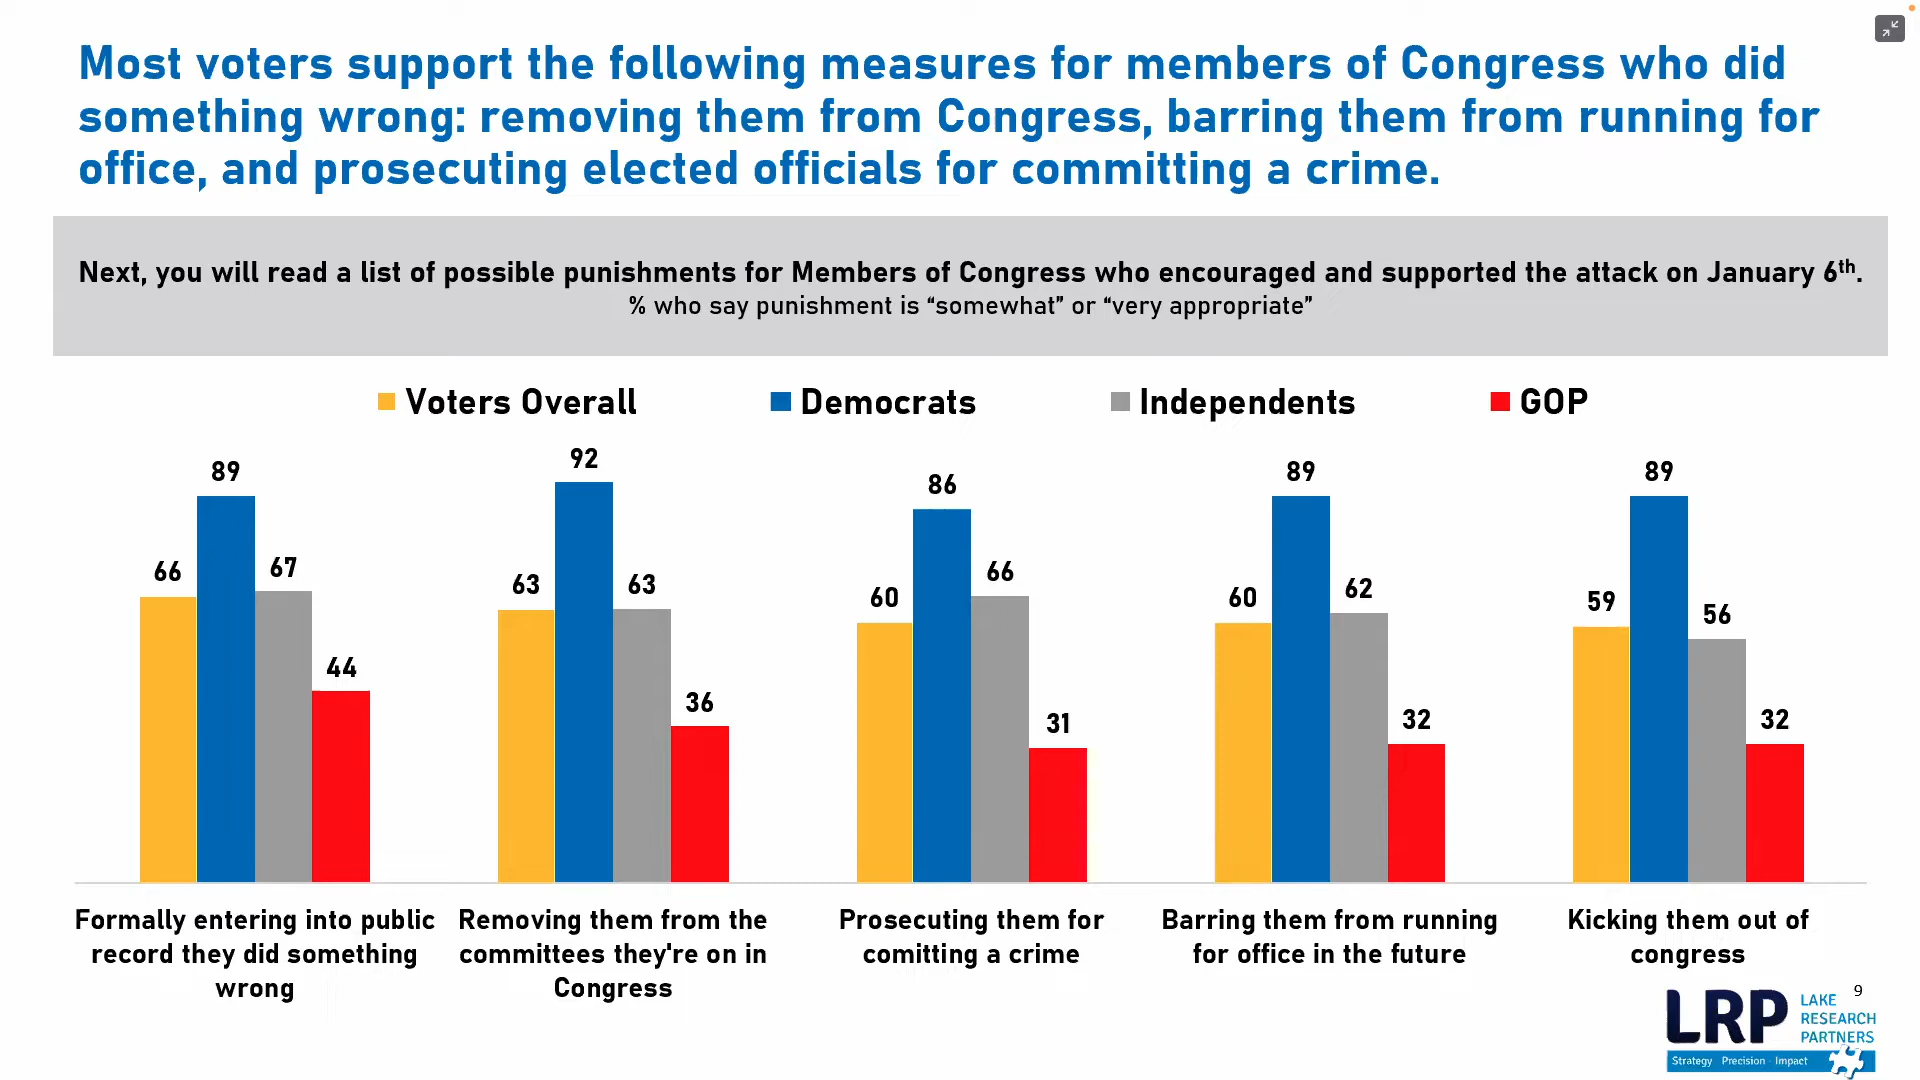 Most voters support the following measures for members of Congress who did
something wrong: removing them from Congress, barring them from running for
office, and prosecuting elected officials for committing a crime.
Next, you will read a list of possible punishments for Members of Congress who encouraged and supported the attack on January 6th.
% who say punishment is “somewhat” or “very appropriate”
Voters Overall
Democrats
Independents
GOP
89
66
67
44
92
63
63
36
86
60
66
31
89
60
62
32
89
59
56
32
Formally entering into public
record they did something
wrong
Removing them from the
committees they're on in
Congress
Prosecuting them for
comitting a crime
Barring them from running
for office in the future
Kicking them out of
congress
9
LRP
LAKE
RESEARCH
PARTNERS
Strategy · Precision · Impact